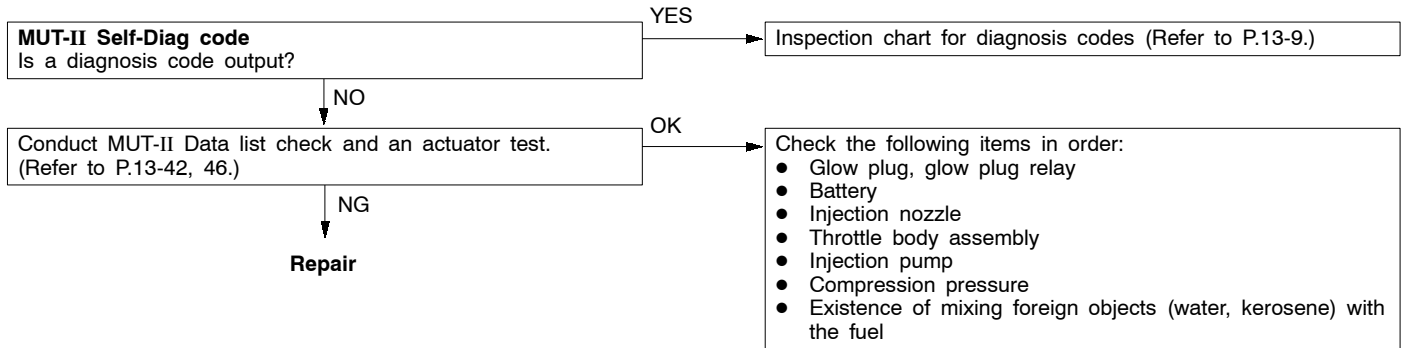 YES
MUT-II Self-Diag code
Is a diagnosis code output?
Inspection chart for diagnosis codes (Refer to P.13-9.)
NO
Conduct MUT-II Data list check and an actuator test.
(Refer to P.13-42, 46.)
OK
Check the following items in order:
● Glow plug, glow plug relay
● Battery
● Injection nozzle
● Throttle body assembly
● Injection pump
● Compression pressure
● Existence of mixing foreign objects (water, kerosene) with
the fuel
NG
Repair